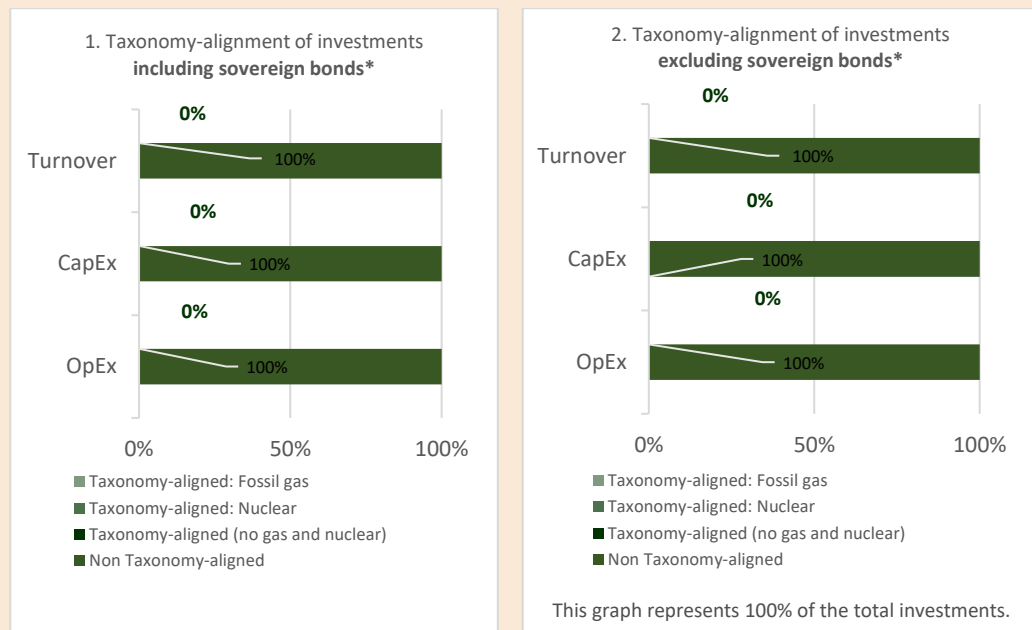 1. Taxonomy-alignment of investments
including sovereign bonds*
0%
Turnover
100%
0%
CapEx
100%
0%
OpEx
100%
0%
50%
100%
Taxonomy-aligned: Fossil gas
Taxonomy-aligned: Nuclear
Taxonomy-aligned (no gas and nuclear)
Non Taxonomy-aligned
2. Taxonomy-alignment of investments
excluding sovereign bonds*
0%
Turnover
100%
0%
CapEx
100%
0%
OpEx
100%
0%
50%
100%
Taxonomy-aligned: Fossil gas
Taxonomy-aligned: Nuclear
Taxonomy-aligned (no gas and nuclear)
Non Taxonomy-aligned
This graph represents 100% of the total investments.